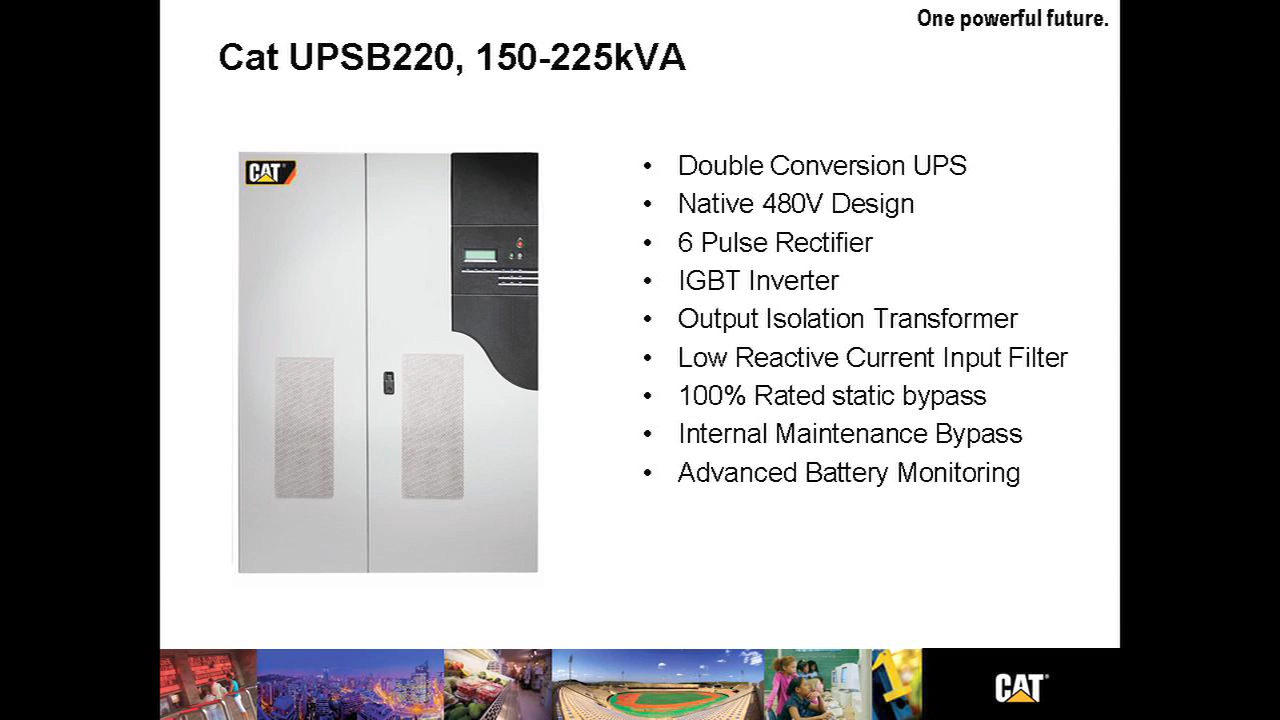 One powerful future.
Cat UPSB220, 150-225kVA
CAT®
• Double Conversion UPS
• Native 480V Design
• 6 Pulse Rectifier
• IGBT Inverter
• Output Isolation Transformer
• Low Reactive Current Input Filter
• 100% Rated static bypass
• Internal Maintenance Bypass
• Advanced Battery Monitoring
1
CAT®